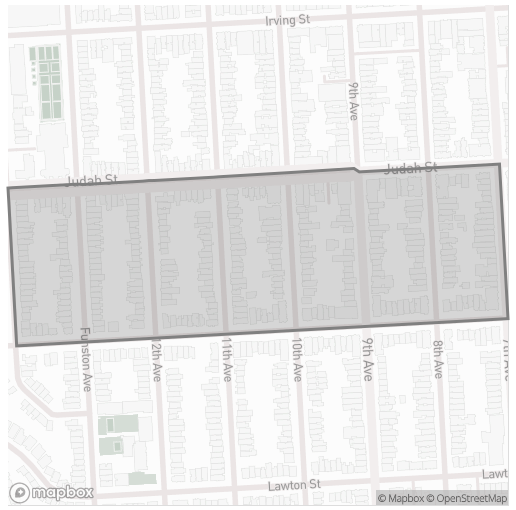 Irving St
9th Ave
Judah St
Judah St
Funston Ave
12th Ave
11th Ave
10th Ave
9th Ave
8th Ave
7th Ave
Lawton St
Lawt
mapbox
© Mapbox © OpenStreetMap